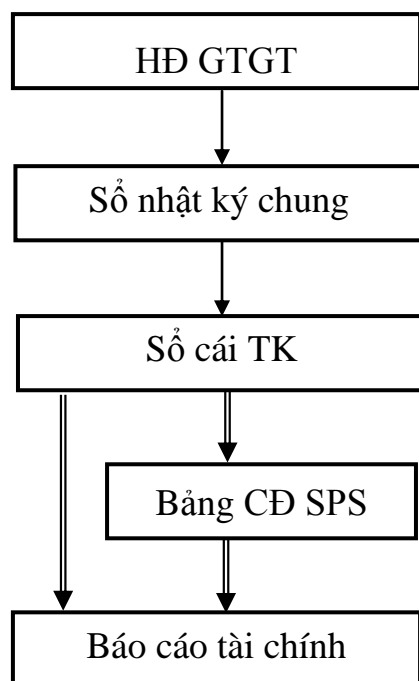 HĐ GTGT
Sổ nhật ký chung
Sổ cái TK
Bảng CĐ SPS
Báo cáo tài chính